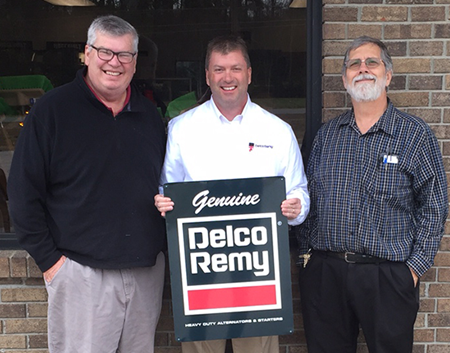 Genuine
Delco
Remy
HEAVY DUTY ALTERNATORS & STARTERS